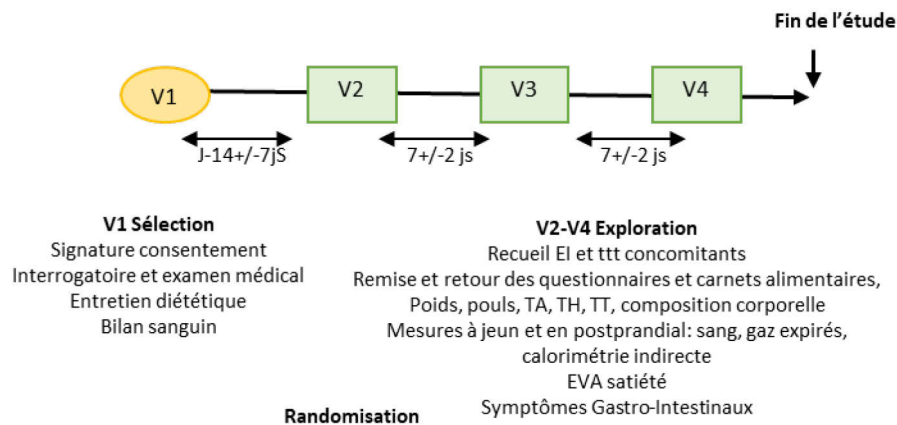 Fin de l'étude
V1
V2
V3
V4
J-14+/-7jS
7+/-2 js
7+/-2 js
V1 Sélection
Signature consentement
Interrogatoire et examen médical
Entretien diététique
Bilan sanguin
V2-V4 Exploration
Recueil EI et ttt concomitants
Remise et retour des questionnaires et carnets alimentaires,
Poids, pouls, TA, TH, TT, composition corporelle
Mesures à jeun et en postprandial: sang, gaz expirés,
calorimétrie indirecte
EVA satiété
Symptômes Gastro-Intestinaux
Randomisation